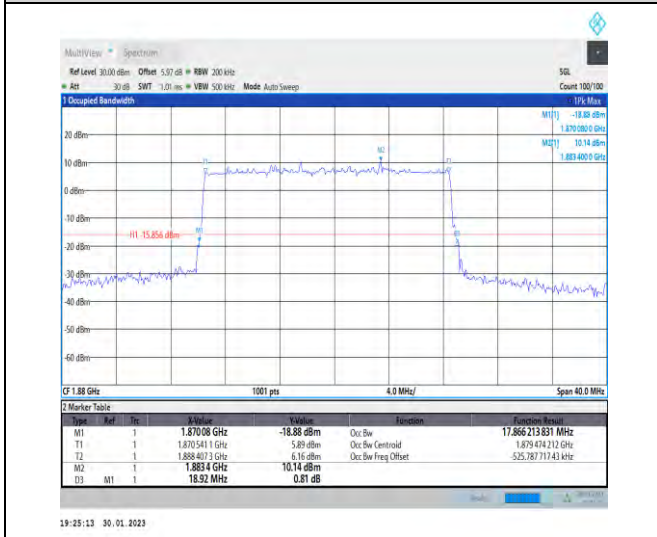 MultiView Spectrum
Ref Level 30.00 dBm Offset 5.97 dB RBW 200 kHz SGL
Att 30 dB SWT 1.01 ms VBW 500 kHz Mode Auto Sweep Count 100/100
1 Occupied Bandwidth 1Pk Max
M1[1] -18.88 dBm
1.870 080 0 GHz
20 dBm
M2[1] 10.14 dBm
1.883 400 0 GHz
M2
10 dBm
0 dBm
-10 dBm
H1 -15.856 dBm
M1
-20 dBm
-30 dBm
-40 dBm
-50 dBm
-60 dBm
CF 1.88 GHz 1001 pts 4.0 MHz/ Span 40.0 MHz
2 Marker Table
Type Ref Trc X-Value Y-Value Function Function Result
M1 1 1.87008 GHz -18.88 dBm Occ Bw 17.866 213 831 MHz
T1 1 1.870 541 1 GHz 5.89 dBm Occ Bw Centroid 1.879 474 212 GHz
T2 1 1.888 407 3 GHz 6.16 dBm Occ Bw Freq Offset -525.787 717 43 kHz
M2 1 1.8834 GHz 10.14 dBm
D3 M1 1 18.92 MHz 0.81 dB
19:25:13 30.01.2023